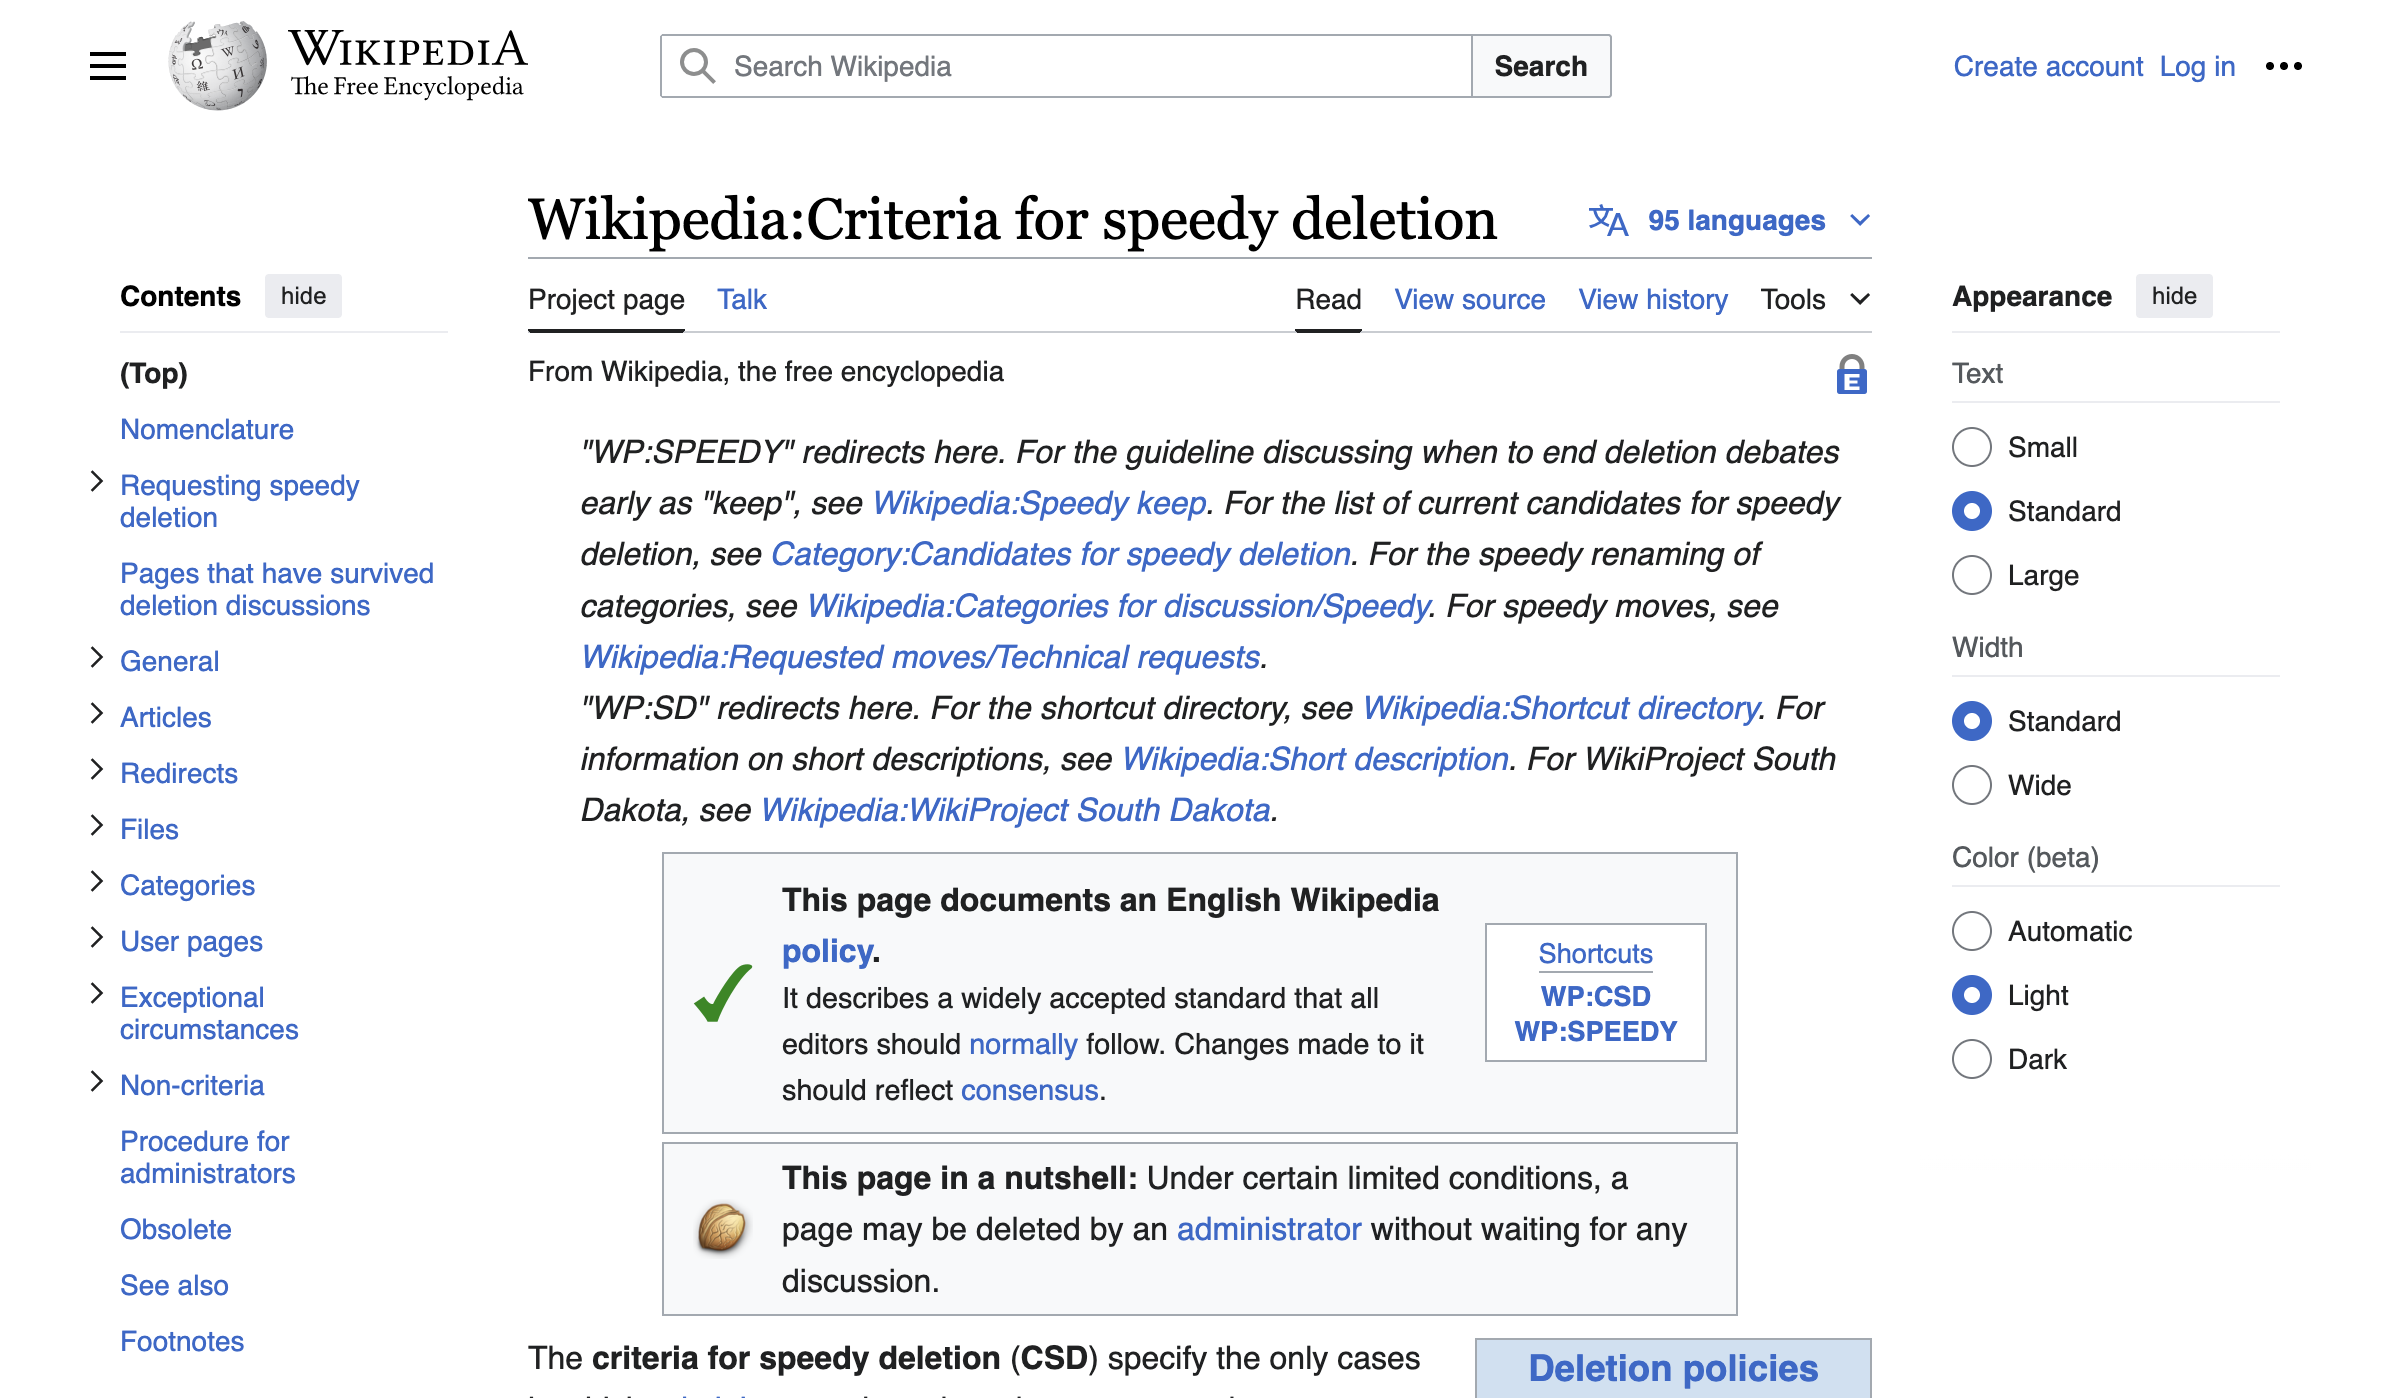 WIKIPEDIA
The Free Encyclopedia
Search Wikipedia
Search
Create account Log in
Wikipedia:Criteria for speedy deletion
95 languages
Contents hide
(Top)
Nomenclature
Requesting speedy
deletion
Pages that have survived
deletion discussions
General
Articles
Redirects
Files
Categories
User pages
Exceptional
circumstances
Non-criteria
Procedure for
administrators
Obsolete
See also
Footnotes
Project page Talk
Read View source View history Tools
From Wikipedia, the free encyclopedia
E
"WP:SPEEDY" redirects here. For the guideline discussing when to end deletion debates
early as "keep", see Wikipedia:Speedy keep. For the list of current candidates for speedy
deletion, see Category:Candidates for speedy deletion. For the speedy renaming of
categories, see Wikipedia:Categories for discussion/Speedy. For speedy moves, see
Wikipedia:Requested moves/Technical requests.
"WP:SD" redirects here. For the shortcut directory, see Wikipedia:Shortcut directory. For
information on short descriptions, see Wikipedia:Short description. For WikiProject South
Dakota, see Wikipedia:WikiProject South Dakota.
This page documents an English Wikipedia
policy.
It describes a widely accepted standard that all
editors should normally follow. Changes made to it
should reflect consensus.
Shortcuts
WP:CSD
WP:SPEEDY
This page in a nutshell: Under certain limited conditions, a
page may be deleted by an administrator without waiting for any
discussion.
The criteria for speedy deletion (CSD) specify the only cases
Deletion policies
Appearance hide
Text
Small
Standard
Large
Width
Standard
Wide
Color (beta)
Automatic
Light
Dark